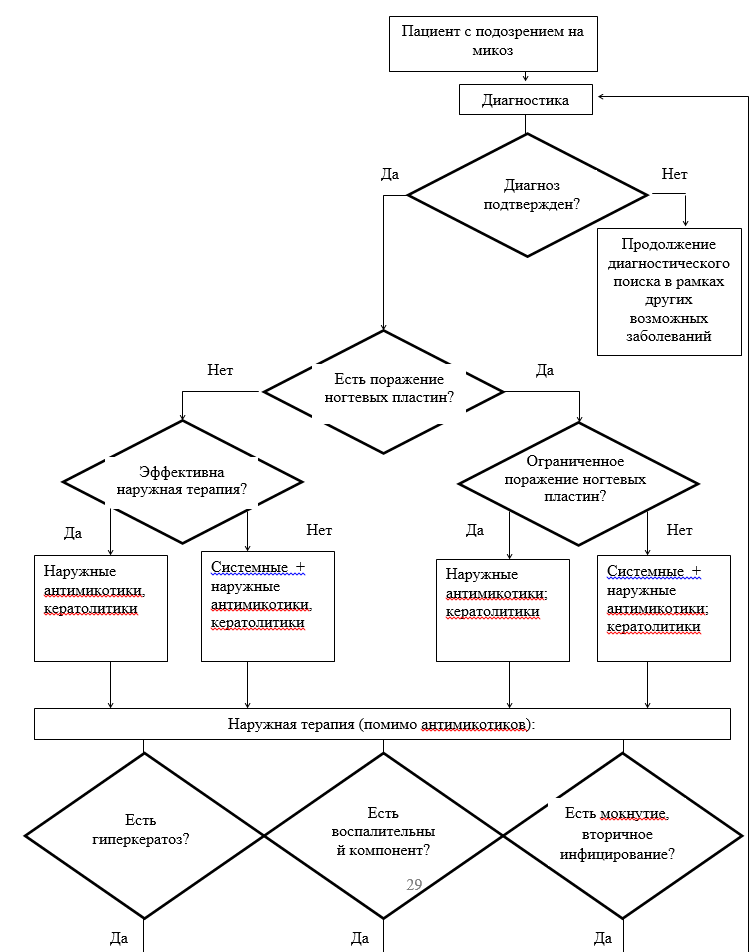 Пациент с подозрением на
микоз
Диагностика
Да
Нет
Диагноз
подтвержден?
Продолжение
диагностического
поиска в рамках
других
возможных
заболеваний
Нет
Да
Есть поражение
ногтевых пластин?
Эффективна
наружная терапия?
Ограниченное
поражение ногтевых
пластин?
Да
Нет
Да
Нет
Наружные
антимикотики,
кератолитики
Системные +
наружные
антимикотики,
кератолитики
Наружные
антимикотики;
кератолитики
Системные +
наружные
антимикотики;
кератолитики
Наружная терапия (помимо антимикотиков):
Есть
гиперкератоз?
Есть
воспалительны
й компонент?
Есть мокнутие,
вторичное
инфицирование?
29
Да
Да
Да